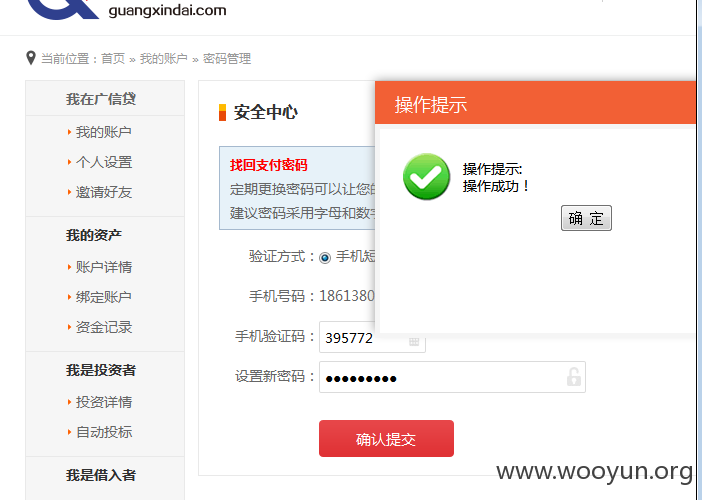 guangxindai.com
当前位置：首页 » 我的账户 » 密码管理
我在广信贷
我的账户
个人设置
邀请好友
我的资产
账户详情
绑定账户
资金记录
我是投资者
投资详情
自动投标
我是借入者
安全中心
找回支付密码
定期更换密码可以让您的
建议密码采用字母和数字
验证方式：手机短
手机号码：1861380
手机验证码：395772
设置新密码：●●●●●●●●●
确认提交
操作提示
操作提示:
操作成功！
确 定
www.wooyun.org